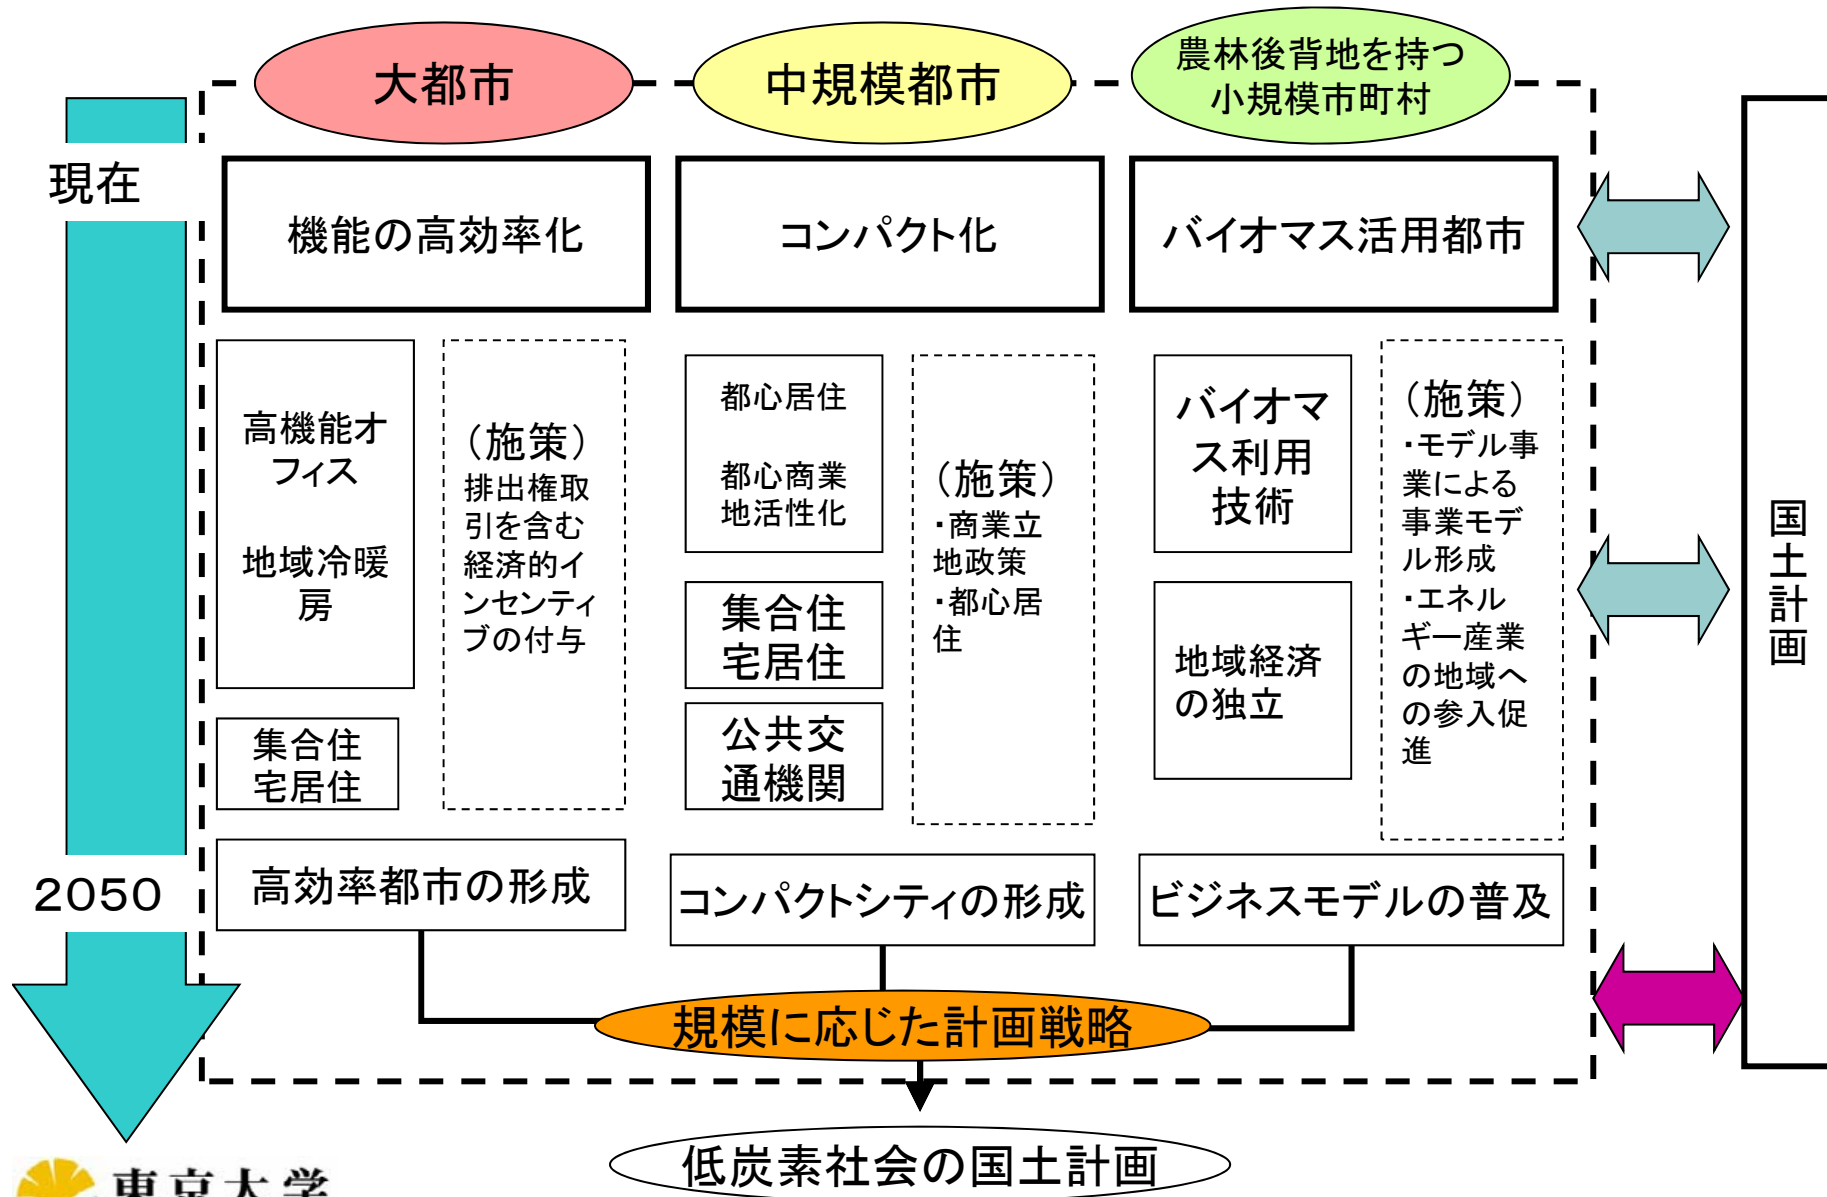 大都市
中規模都市
農林後背地を持つ
小規模市町村
現在
機能の高効率化
コンパクト化
バイオマス活用都市
高機能オ
フィス
地域冷暖
房
（施策）
排出権取
引を含む
経済的イ
ンセンティ
ブの付与
集合住
宅居住
都心居住
都心商業
地活性化
集合住
宅居住
公共交
通機関
（施策）
・商業立
地政策
・都心居
住
バイオマ
ス利用
技術
地域経済
の独立
（施策）
・モデル事
業による
事業モデ
ル形成
・エネル
ギー産業
の地域へ
の参入促
進
国土計画
2050
高効率都市の形成
コンパクトシティの形成
ビジネスモデルの普及
規模に応じた計画戦略
低炭素社会の国土計画
東京大学